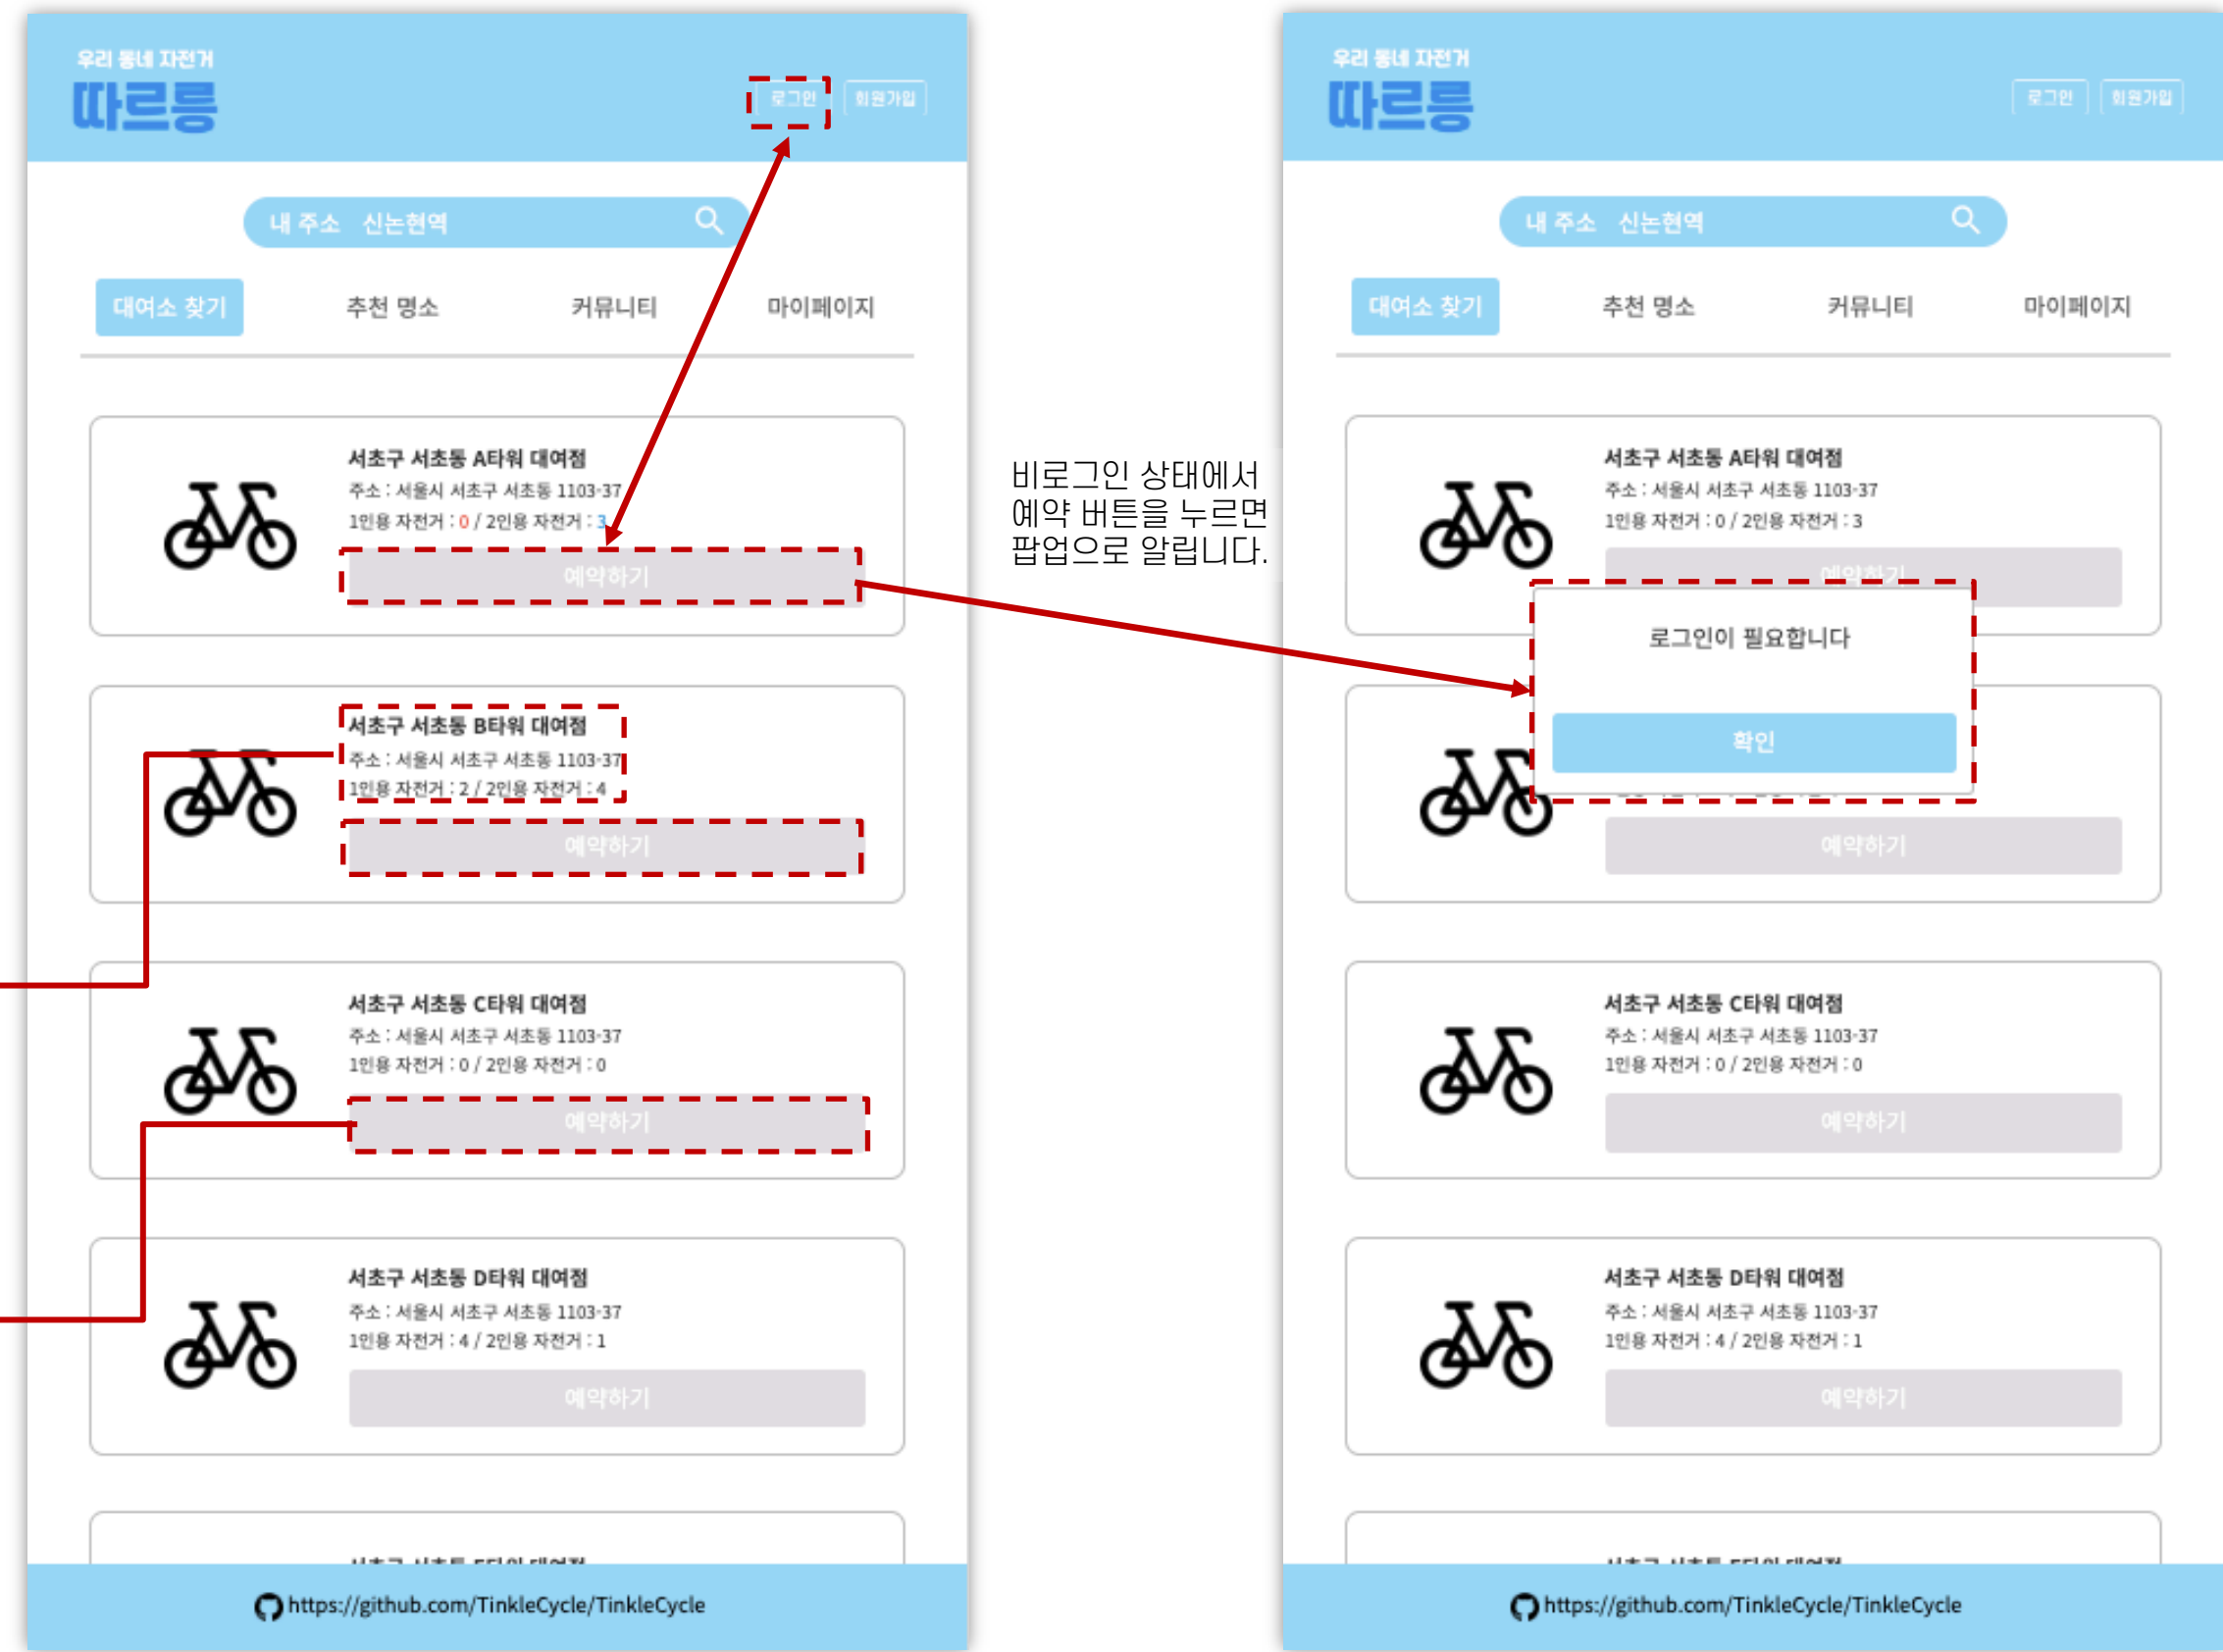 우리 동네 자전거
따르릉
로그인 회원가입
내 주소 신논현역
대여소 찾기 추천 명소 커뮤니티 마이페이지
서초구 서초동 A타워 대여점
주소 : 서울시 서초구 서초동 1103-37
1인용 자전거 : 0 / 2인용 자전거 : 3
예약하기
서초구 서초동 B타워 대여점
주소 : 서울시 서초구 서초동 1103-37
1인용 자전거 : 2 / 2인용 자전거 : 4
예약하기
서초구 서초동 C타워 대여점
주소 : 서울시 서초구 서초동 1103-37
1인용 자전거 : 0 / 2인용 자전거 : 0
예약하기
서초구 서초동 D타워 대여점
주소 : 서울시 서초구 서초동 1103-37
1인용 자전거 : 4 / 2인용 자전거 : 1
예약하기
https://github.com/TinkleCycle/TinkleCycle
비로그인 상태에서
예약 버튼을 누르면
팝업으로 알립니다.
우리 동네 자전거
따르릉
로그인 회원가입
내 주소 신논현역
대여소 찾기 추천 명소 커뮤니티 마이페이지
서초구 서초동 A타워 대여점
주소 : 서울시 서초구 서초동 1103-37
1인용 자전거 : 0 / 2인용 자전거 : 3
예약하기
로그인이 필요합니다
확인
예약하기
서초구 서초동 C타워 대여점
주소 : 서울시 서초구 서초동 1103-37
1인용 자전거 : 0 / 2인용 자전거 : 0
예약하기
서초구 서초동 D타워 대여점
주소 : 서울시 서초구 서초동 1103-37
1인용 자전거 : 4 / 2인용 자전거 : 1
예약하기
https://github.com/TinkleCycle/TinkleCycle